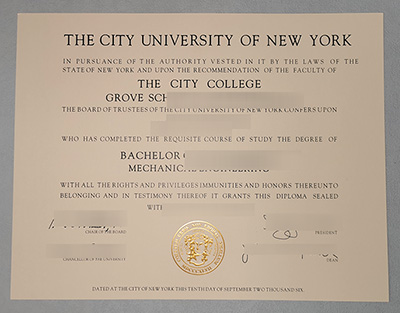 THE CITY UNIVERSITY OF NEW YORK
IN PURSUANCE OF THE AUTHORITY VESTED IN IT BY THE LAWS OF THE
STATE OF NEW YORK AND UPON THE RECOMMENDATION OF THE FACULTY OF
THE CITY COLLEGE
GROVE
THE BOARD OF TRUSTEES OF THE CITY UNIVERSITY OF NEW YORK CONFERS UPON
WHO HAS COMPLETED THE REQUISITE COURSE OF STUDY THE DEGREE OF
BACHELOR
MECHANICAL ENGINEERING
WITH ALL THE RIGHTS AND PRIVILEGES IMMUNITIES AND HONORS THEREUNTO
BELONGING AND IN TESTIMONY THEREOF IT GRANTS THIS DIPLOMA SEALED
WITH
CHAIR OF THE BOARD
PRESIDENT
CHANCELLOR OF THE UNIVERSITY
DEAN
DATED AT THE CITY OF NEW YORK THIS TENTH DAY OF SEPTEMBER TWO THOUSAND SIX